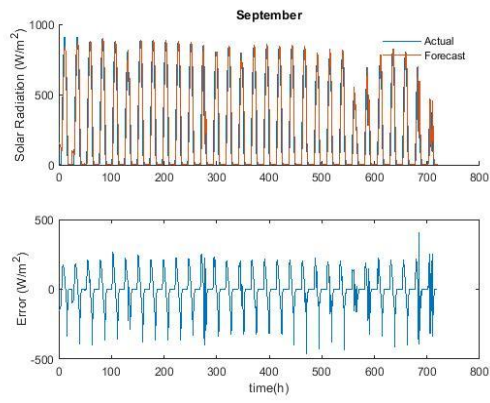 September
1000
500
0
Solar Radiation (W/m²)
Actual
Forecast
0 100 200 300 400 500 600 700 800
500
0
-500
Error (W/m²)
0 100 200 300 400 500 600 700 800
time(h)